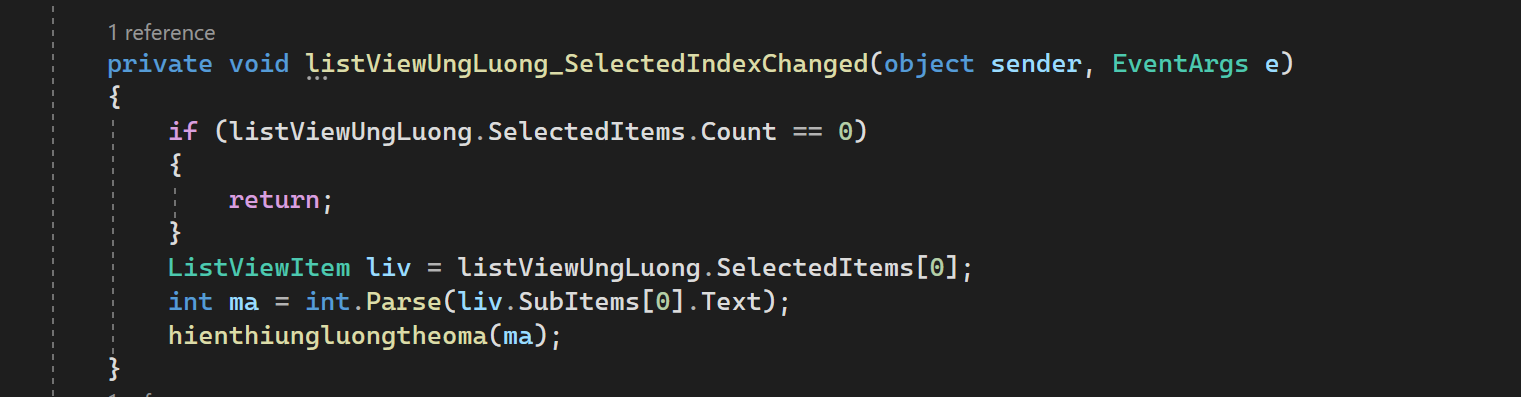 1 reference
private void listViewUngLuong_SelectedIndexChanged(object sender, EventArgs e)
{
if (listViewUngLuong.SelectedItems.Count == 0)
{
return;
}
ListViewItem liv = listViewUngLuong.SelectedItems[0];
int ma = int.Parse(liv.SubItems[0].Text);
hienthiungluongtheoma(ma);
}